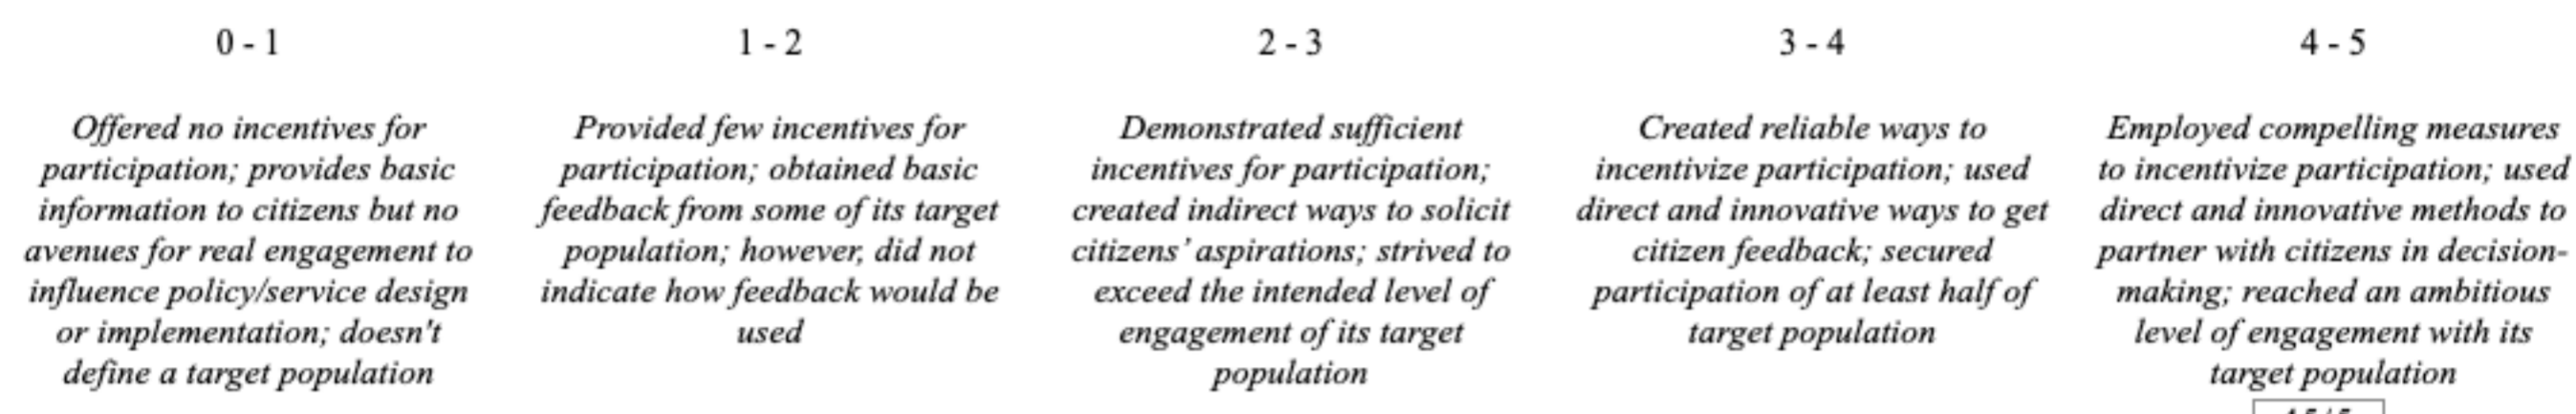 0 - 1
Offered no incentives for
participation; provides basic
information to citizens but no
avenues for real engagement to
influence policy/service design
or implementation; doesn't
define a target population
1 - 2
Provided few incentives for
participation; obtained basic
feedback from some of its target
population; however, did not
indicate how feedback would be
used
2 - 3
Demonstrated sufficient
incentives for participation;
created indirect ways to solicit
citizens' aspirations; strived to
exceed the intended level of
engagement of its target
population
3 - 4
Created reliable ways to
incentivize participation; used
direct and innovative ways to get
citizen feedback; secured
participation of at least half of
target population
4 - 5
Employed compelling measures
to incentivize participation; used
direct and innovative methods to
partner with citizens in decision-
making; reached an ambitious
level of engagement with its
target population